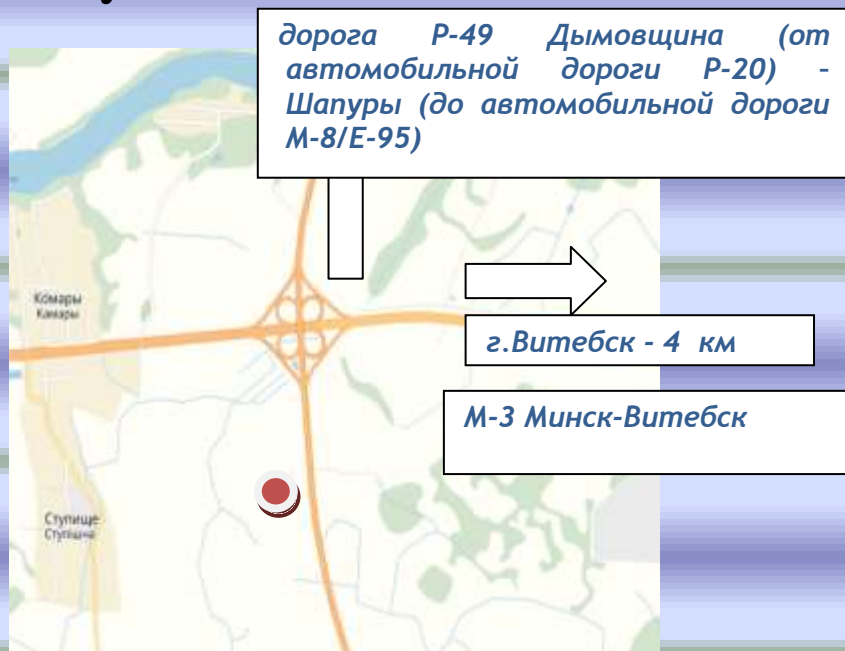 дорога Р-49 Дымовщина (от
автомобильной дороги Р-20) –
Шапуры (до автомобильной дороги
М-8/Е-95)
Комары
Камары
г.Витебск - 4 км
М-3 Минск-Витебск
Ступище
Ступішча